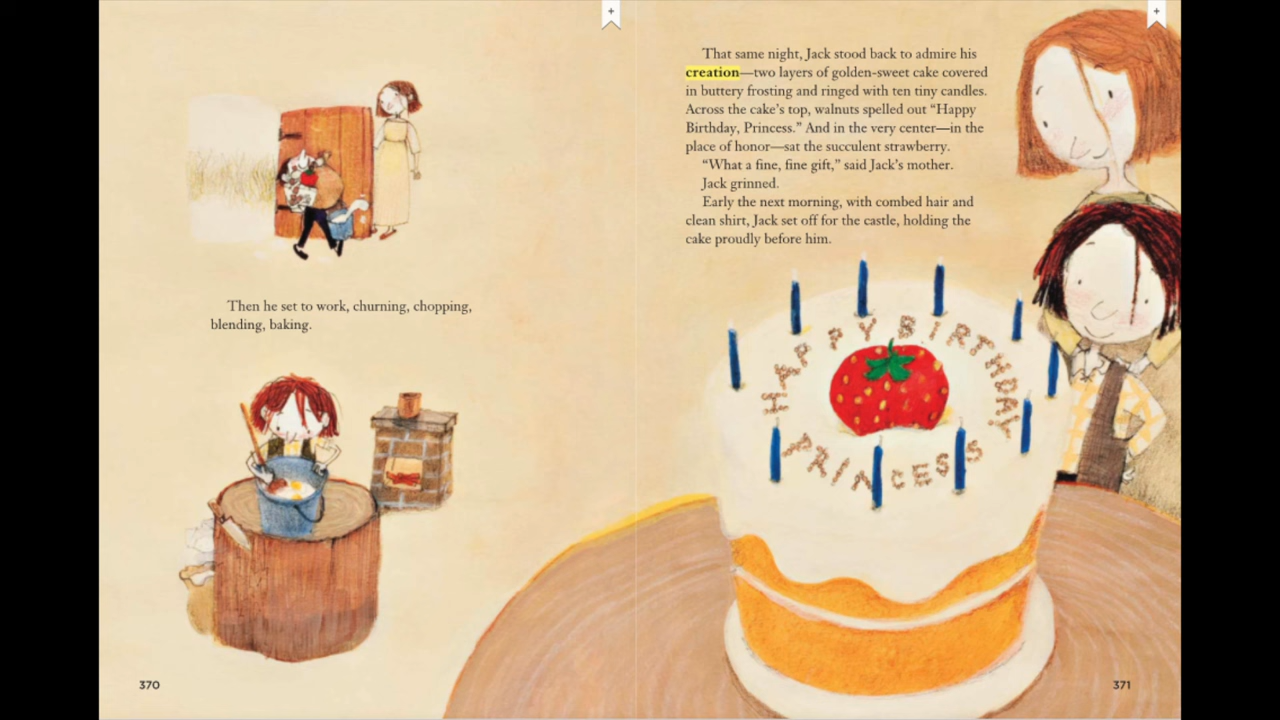 Then he set to work, churning, chopping,
blending, baking.
370
That same night, Jack stood back to admire his
creation—two layers of golden-sweet cake covered
in buttery frosting and ringed with ten tiny candles.
Across the cake's top, walnuts spelled out “Happy
Birthday, Princess.” And in the very center—in the
place of honor—sat the succulent strawberry.
“What a fine, fine gift,” said Jack's mother.
Jack grinned.
Early the next morning, with combed hair and
clean shirt, Jack set off for the castle, holding the
cake proudly before him.
HAPPY BIRTHDAY
PRINCESS
371